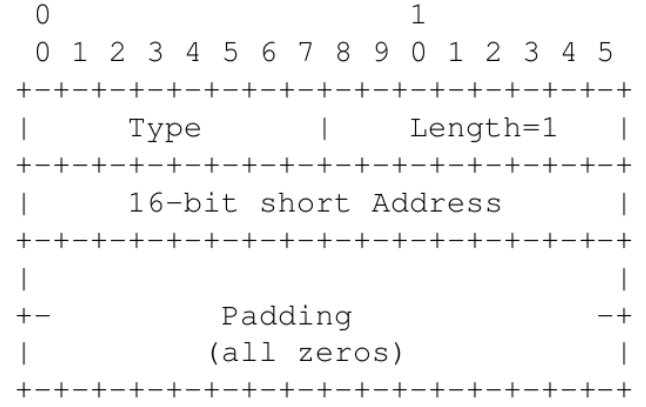 0                   1
 0 1 2 3 4 5 6 7 8 9 0 1 2 3 4 5
+-+-+-+-+-+-+-+-+-+-+-+-+-+-+-+-+
|     Type      |    Length=1   |
+-+-+-+-+-+-+-+-+-+-+-+-+-+-+-+-+
|     16-bit short Address      |
+-+-+-+-+-+-+-+-+-+-+-+-+-+-+-+-+
|                               |
+-         Padding             -+
|         (all zeros)           |
+-+-+-+-+-+-+-+-+-+-+-+-+-+-+-+-+